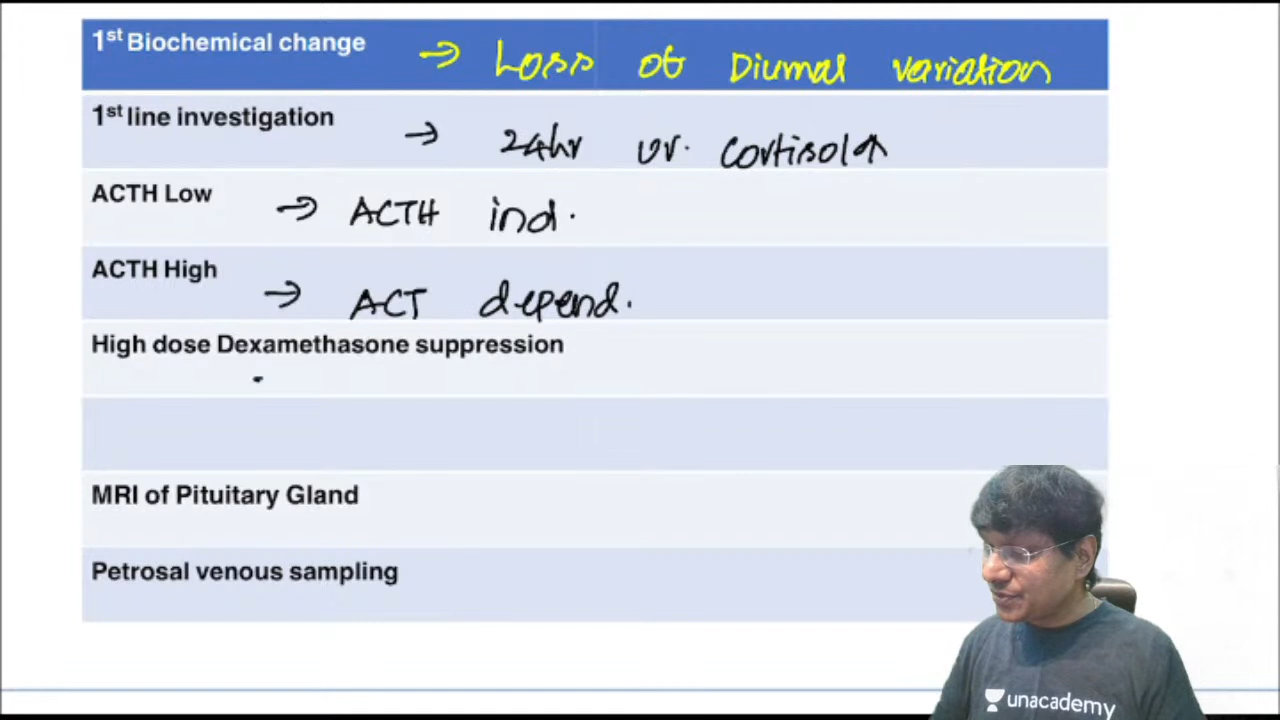 1st Biochemical change → Loss of Diurnal variation
1st line investigation → 24hr ur. cortisol↑
ACTH Low → ACTH ind.
ACTH High → ACT depend.
High dose Dexamethasone suppression
MRI of Pituitary Gland
Petrosal venous sampling
unacademy